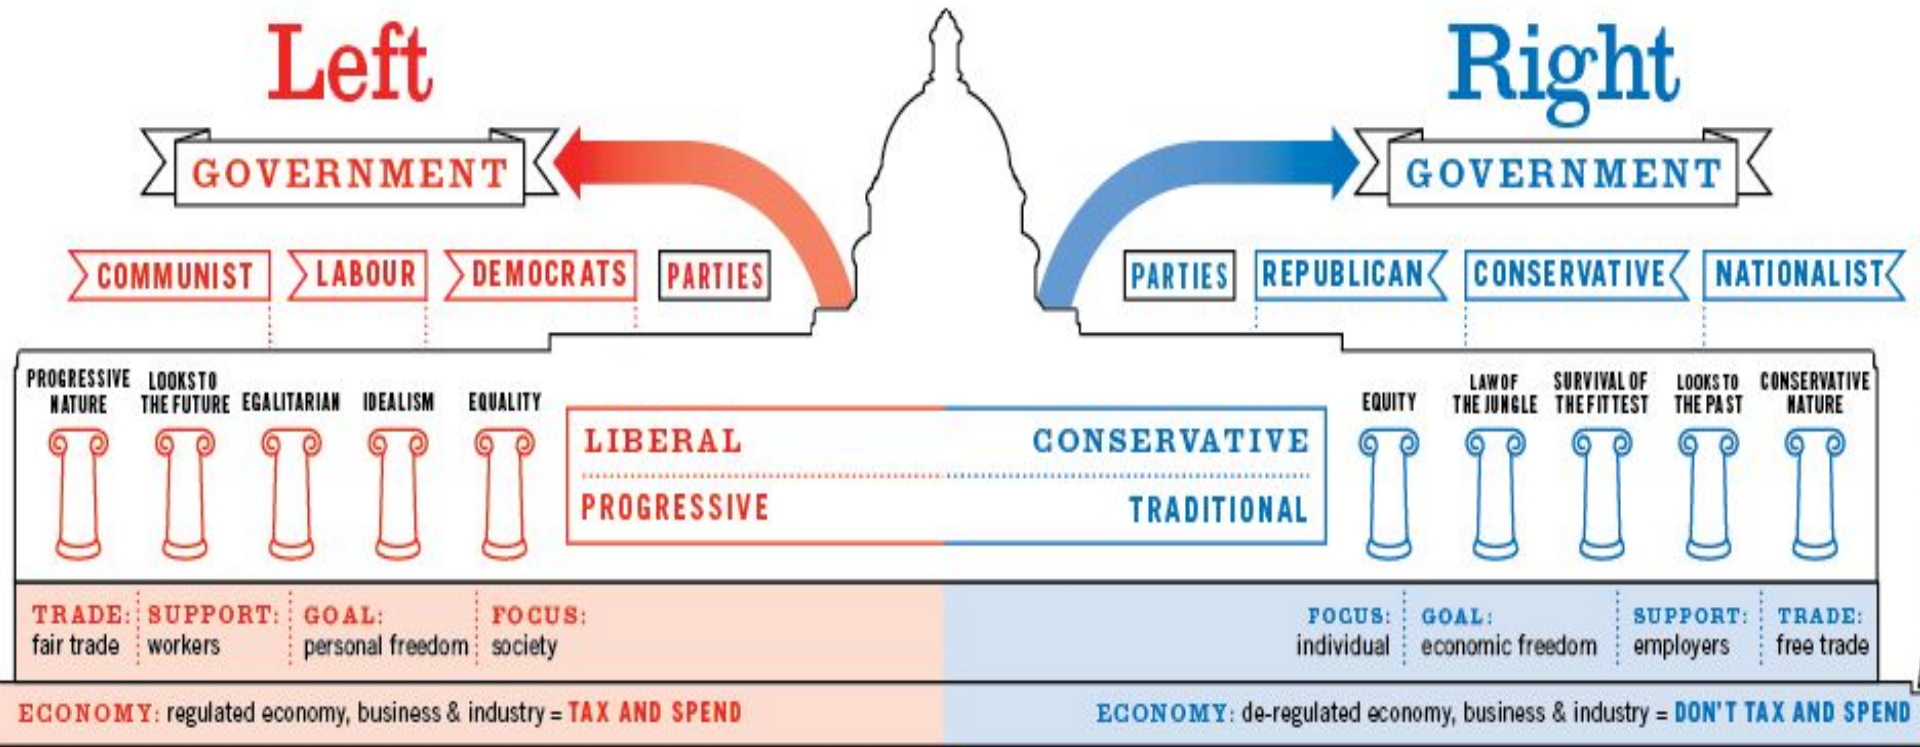 Left
Right
GOVERNMENT
GOVERNMENT
COMMUNIST
LABOUR
DEMOCRATS
PARTIES
PARTIES
REPUBLICAN
CONSERVATIVE
NATIONALIST
PROGRESSIVE
NATURE
LOOKS TO
THE FUTURE
EGALITARIAN
IDEALISM
EQUALITY
LIBERAL
CONSERVATIVE
PROGRESSIVE
TRADITIONAL
EQUITY
LAW OF
THE JUNGLE
SURVIVAL OF
THE FITTEST
LOOKS TO
THE PAST
CONSERVATIVE
NATURE
TRADE:
fair trade
SUPPORT:
workers
GOAL:
personal freedom
FOCUS:
society
FOCUS:
individual
GOAL:
economic freedom
SUPPORT:
employers
TRADE:
free trade
ECONOMY: regulated economy, business & industry = TAX AND SPEND
ECONOMY: de-regulated economy, business & industry = DON'T TAX AND SPEND